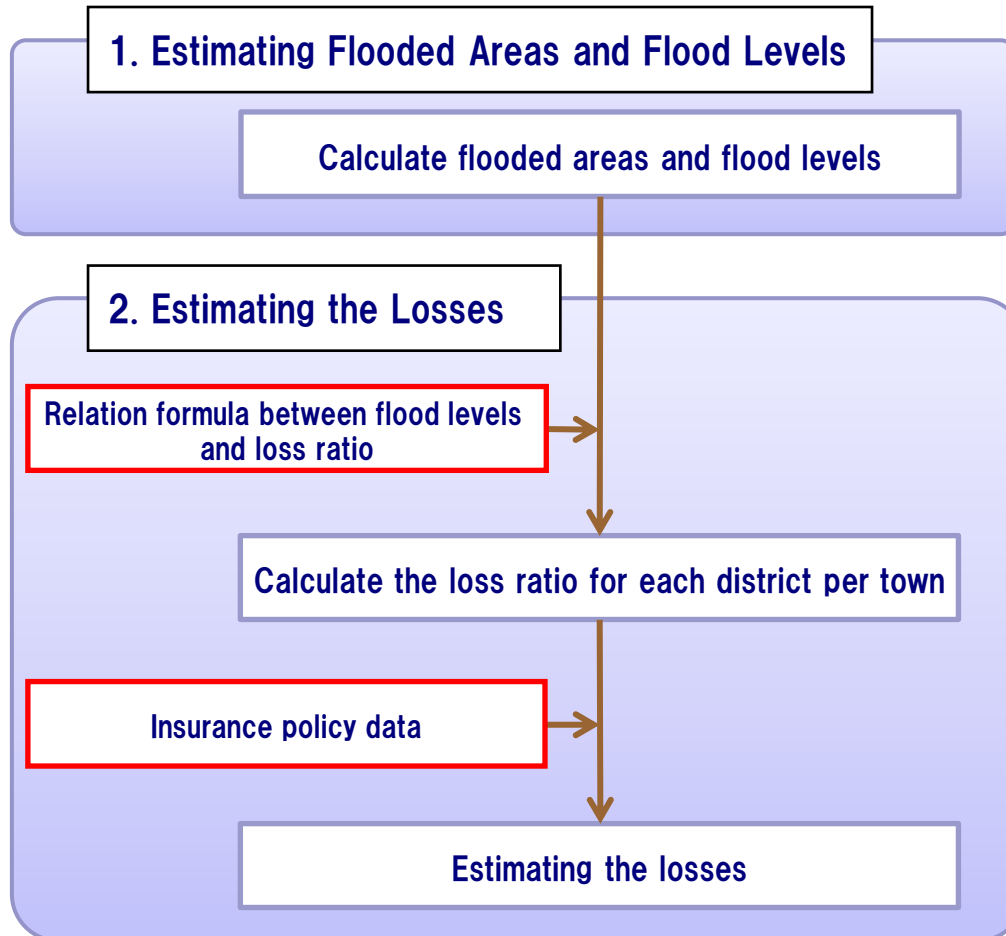 1. Estimating Flooded Areas and Flood Levels
Calculate flooded areas and flood levels
2. Estimating the Losses
Relation formula between flood levels
and loss ratio
Calculate the loss ratio for each district per town
Insurance policy data
Estimating the losses